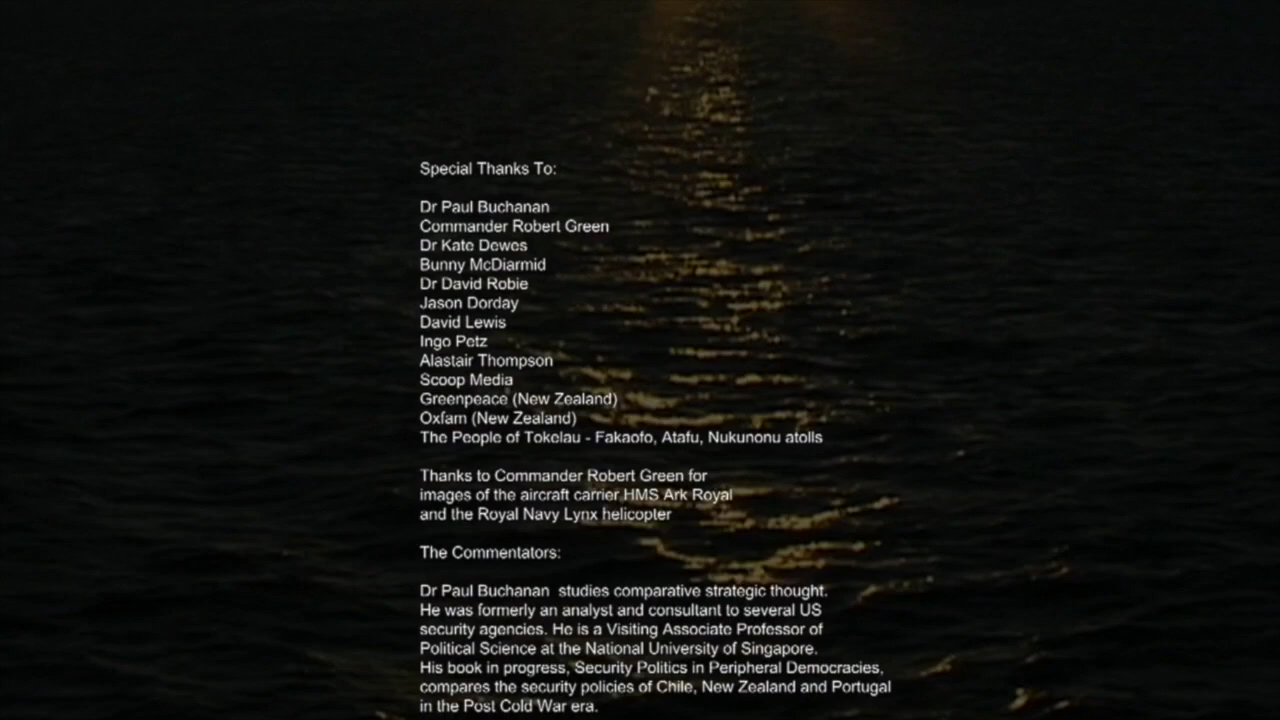 Special Thanks To:
Dr Paul Buchanan
Commander Robert Green
Dr Kate Dewes
Bunny McDiarmid
Dr David Robie
Jason Dorday
David Lewis
Ingo Petz
Alastair Thompson
Scoop Media
Greenpeace (New Zealand)
Oxfam (New Zealand)
The People of Tokelau - Fakaofo, Atafu, Nukunonu atolls
Thanks to Commander Robert Green for
images of the aircraft carrier HMS Ark Royal
and the Royal Navy Lynx helicopter
The Commentators:
Dr Paul Buchanan  studies comparative strategic thought.
He was formerly an analyst and consultant to several US
security agencies. He is a Visiting Associate Professor of
Political Science at the National University of Singapore.
His book in progress, Security Politics in Peripheral Democracies,
compares the security policies of Chile, New Zealand and Portugal
in the Post Cold War era.